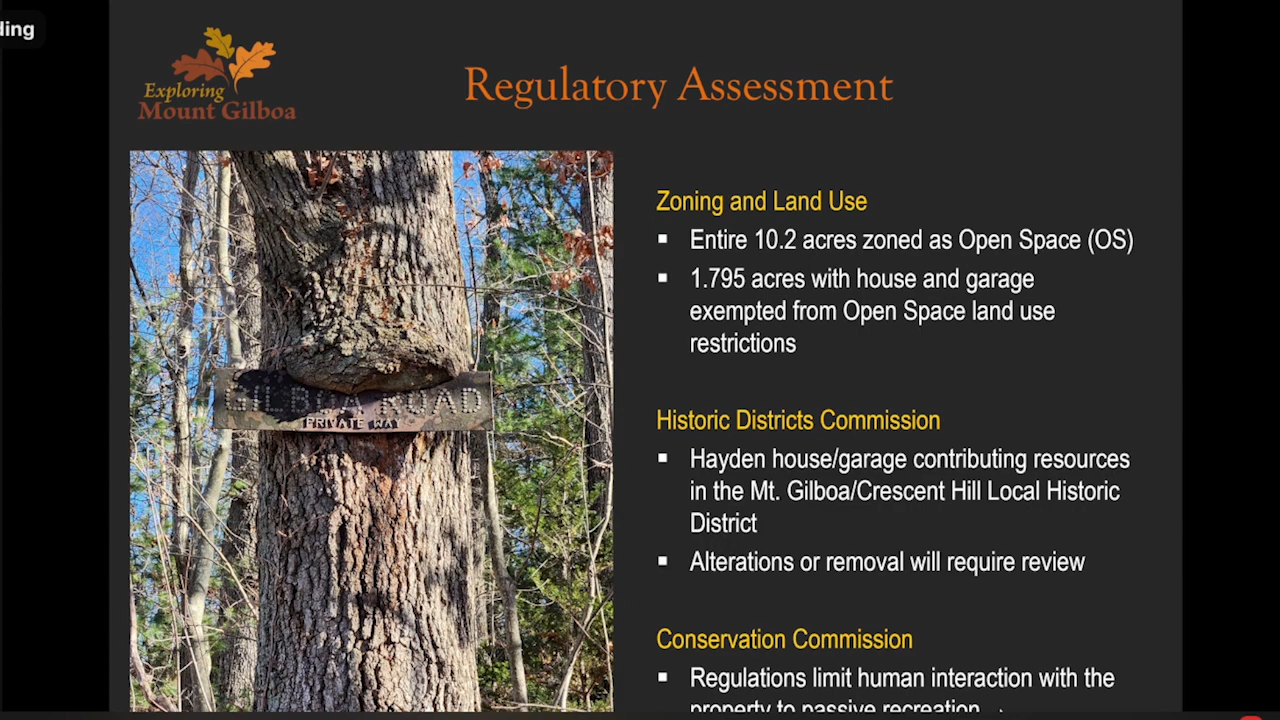 ding
Exploring
Mount Gilboa
Regulatory Assessment
GILBOA ROAD
PRIVATE WAY
Zoning and Land Use
▪ Entire 10.2 acres zoned as Open Space (OS)
▪ 1.795 acres with house and garage
exempted from Open Space land use
restrictions
Historic Districts Commission
▪ Hayden house/garage contributing resources
in the Mt. Gilboa/Crescent Hill Local Historic
District
▪ Alterations or removal will require review
Conservation Commission
▪ Regulations limit human interaction with the
property to passive recreation